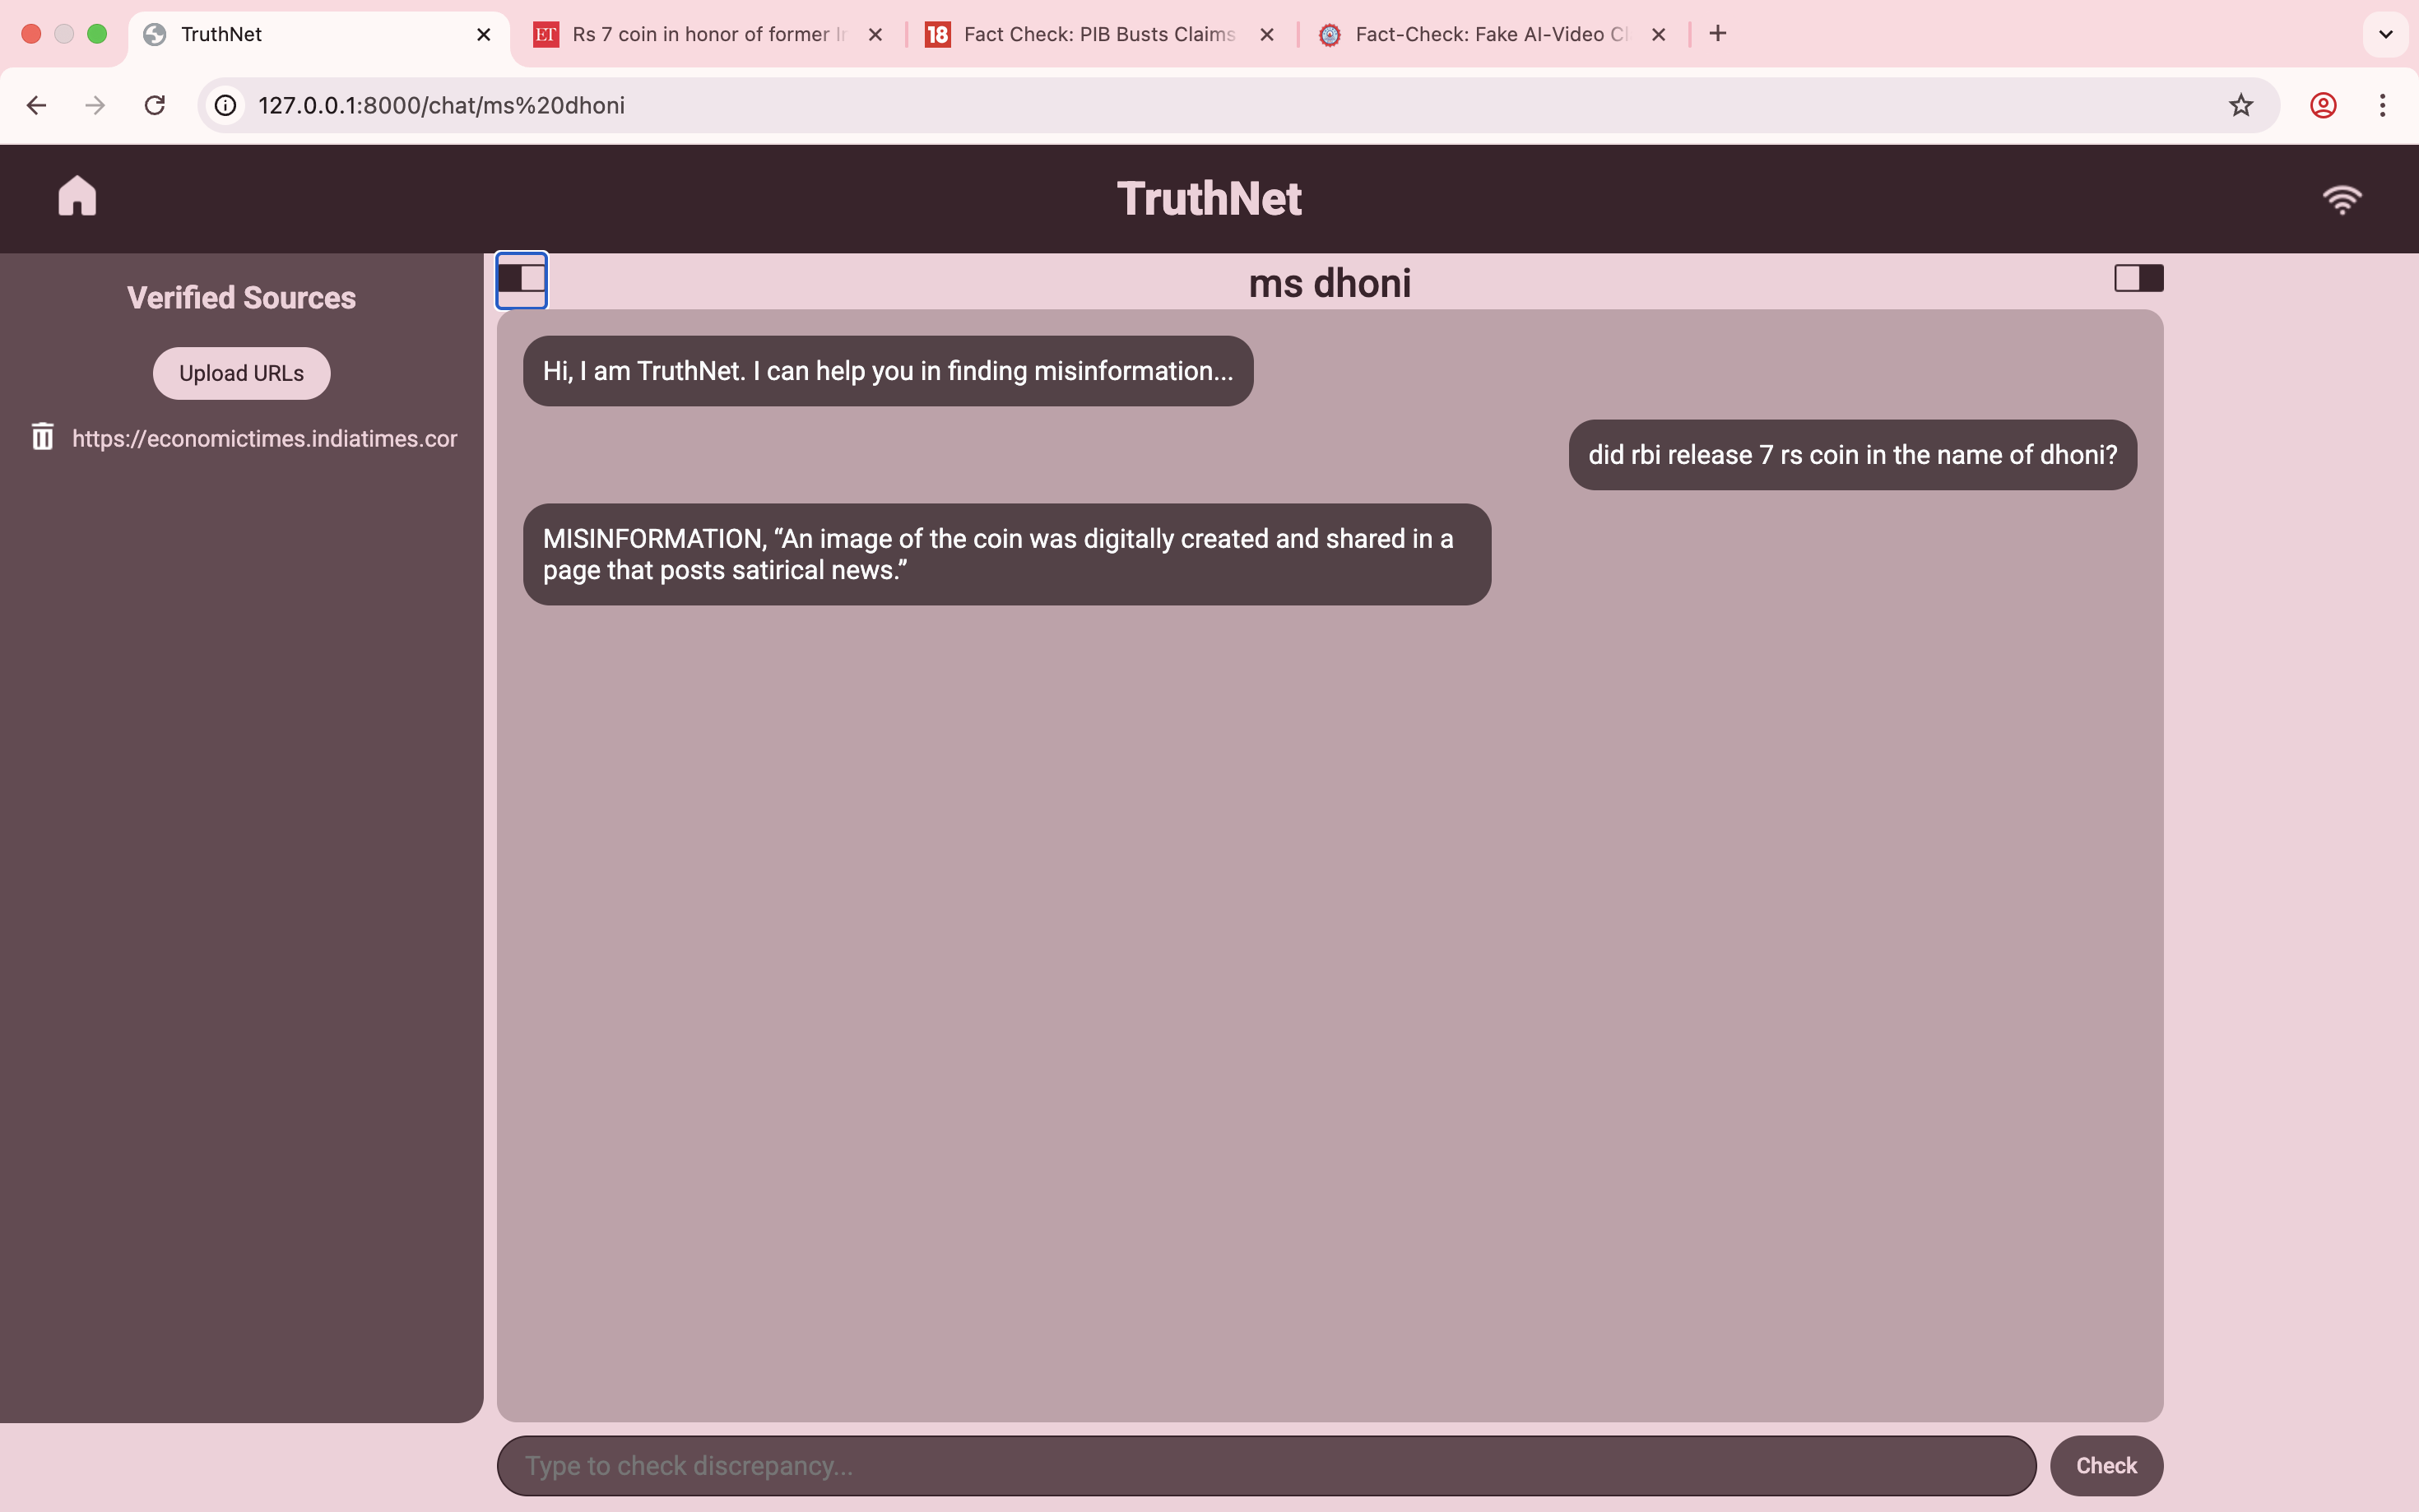 TruthNet
ET Rs 7 coin in honor of former
18 Fact Check: PIB Busts Claims
Fact-Check: Fake AI-Video
127.0.0.1:8000/chat/ms%20dhoni
TruthNet
Verified Sources
Upload URLs
https://economictimes.indiatimes.cor
ms dhoni
Hi, I am TruthNet. I can help you in finding misinformation...
did rbi release 7 rs coin in the name of dhoni?
MISINFORMATION, “An image of the coin was digitally created and shared in a
page that posts satirical news.”
Type to check discrepancy...
Check